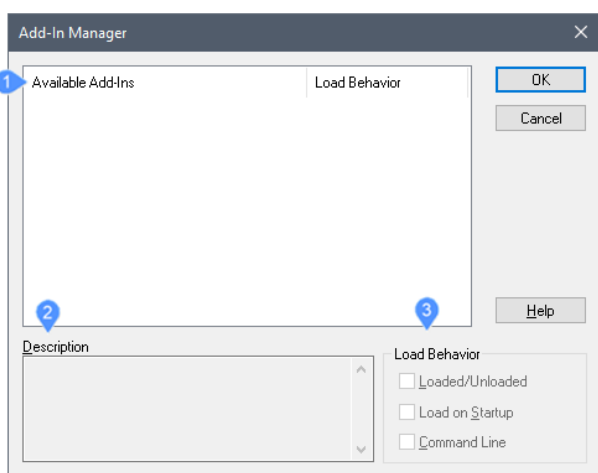 Add-In Manager
1
Available Add-Ins Load Behavior
OK
Cancel
2
3
Help
Description
Load Behavior
Loaded/Unloaded
Load on Startup
Command Line